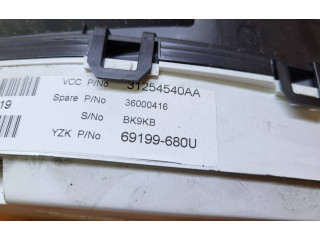 VCC P/No 31254540AA
19
Spare P/No 36000416
S/No BK9KB
YZK P/No 69199-680U